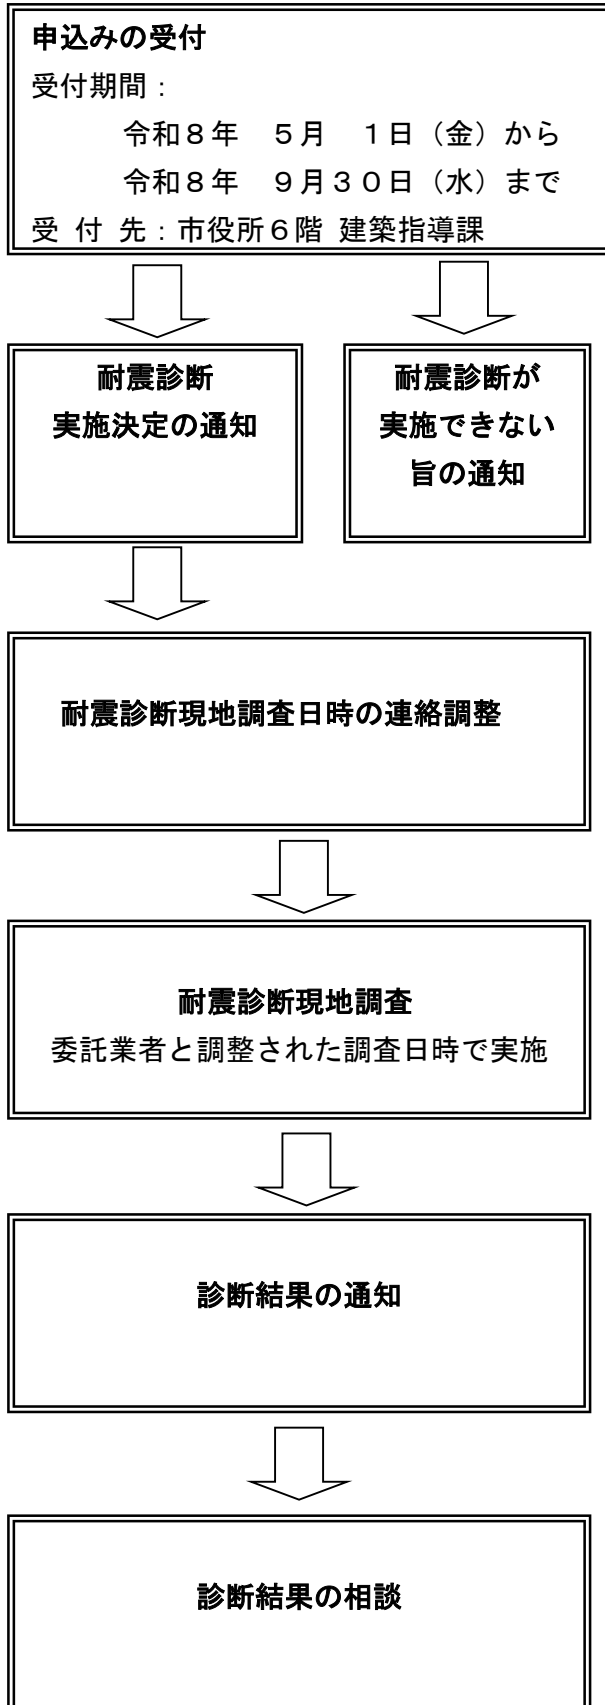 申込みの受付
受付期間：
令和８年　５月　１日（金）から
令和８年　９月３０日（水）まで
受 付 先：市役所６階 建築指導課
耐震診断
実施決定の通知
耐震診断が
実施できない
旨の通知
耐震診断現地調査日時の連絡調整
耐震診断現地調査
委託業者と調整された調査日時で実施
診断結果の通知
診断結果の相談